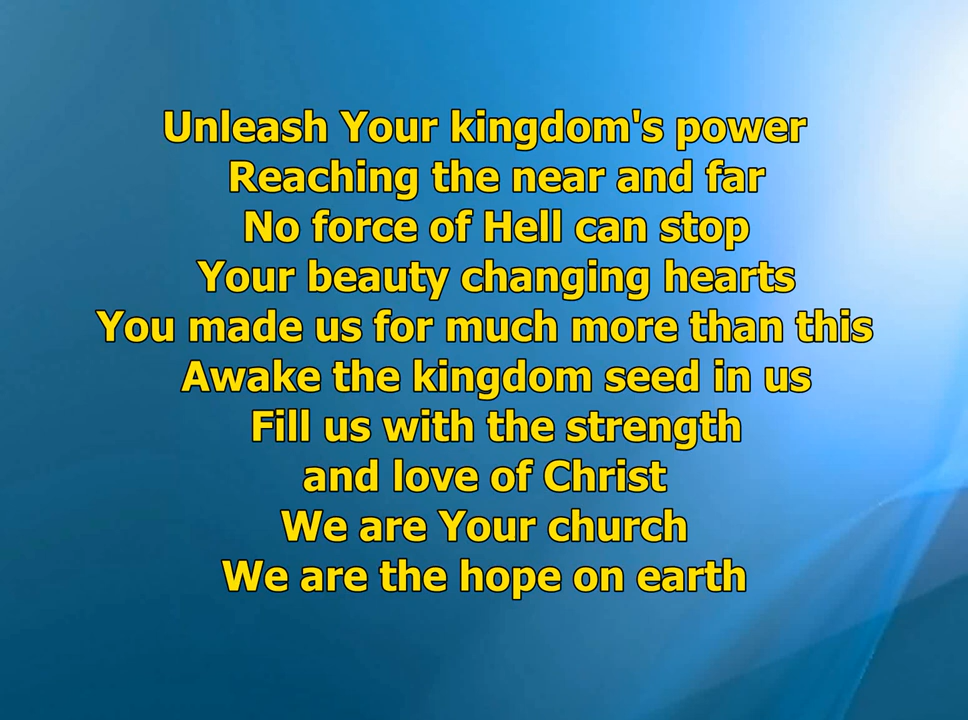 Unleash Your kingdom's power
Reaching the near and far
No force of Hell can stop
Your beauty changing hearts
You made us for much more than this
Awake the kingdom seed in us
Fill us with the strength
and love of Christ
We are Your church
We are the hope on earth